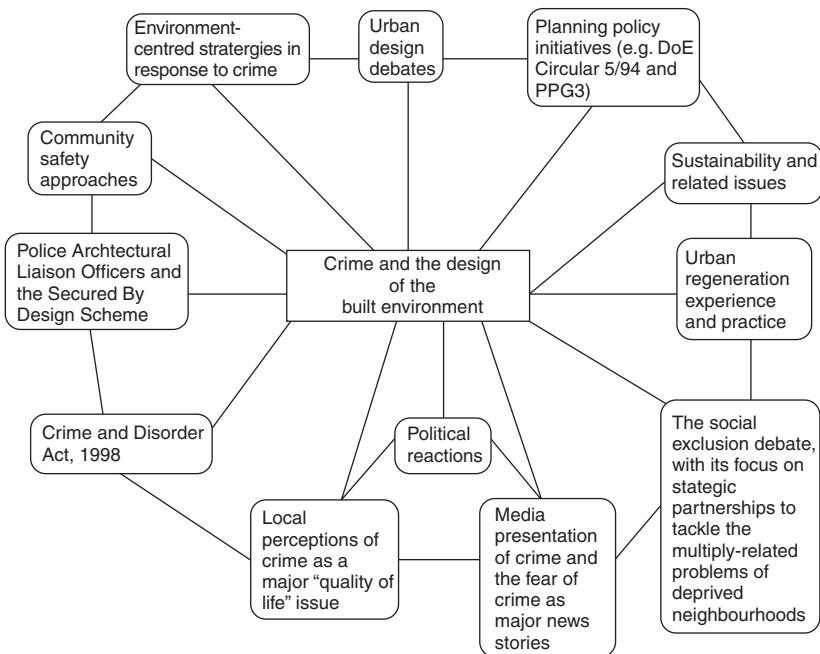 Environment-
centred stratergies in
response to crime
Urban
design
debates
Planning policy
initiatives (e.g. DoE
Circular 5/94 and
PPG3)
Community
safety
approaches
Sustainability and
related issues
Police Archtectural
Liaison Officers and
the Secured By
Design Scheme
Crime and the design
of the
built environment
Urban
regeneration
experience
and practice
Crime and Disorder
Act, 1998
Political
reactions
The social
exclusion debate,
with its focus on
stategic
partnerships to
tackle the
multiply-related
problems of
deprived
neighbourhoods
Local
perceptions of
crime as a
major “quality of
life” issue
Media
presentation
of crime and
the fear of
crime as
major news
stories